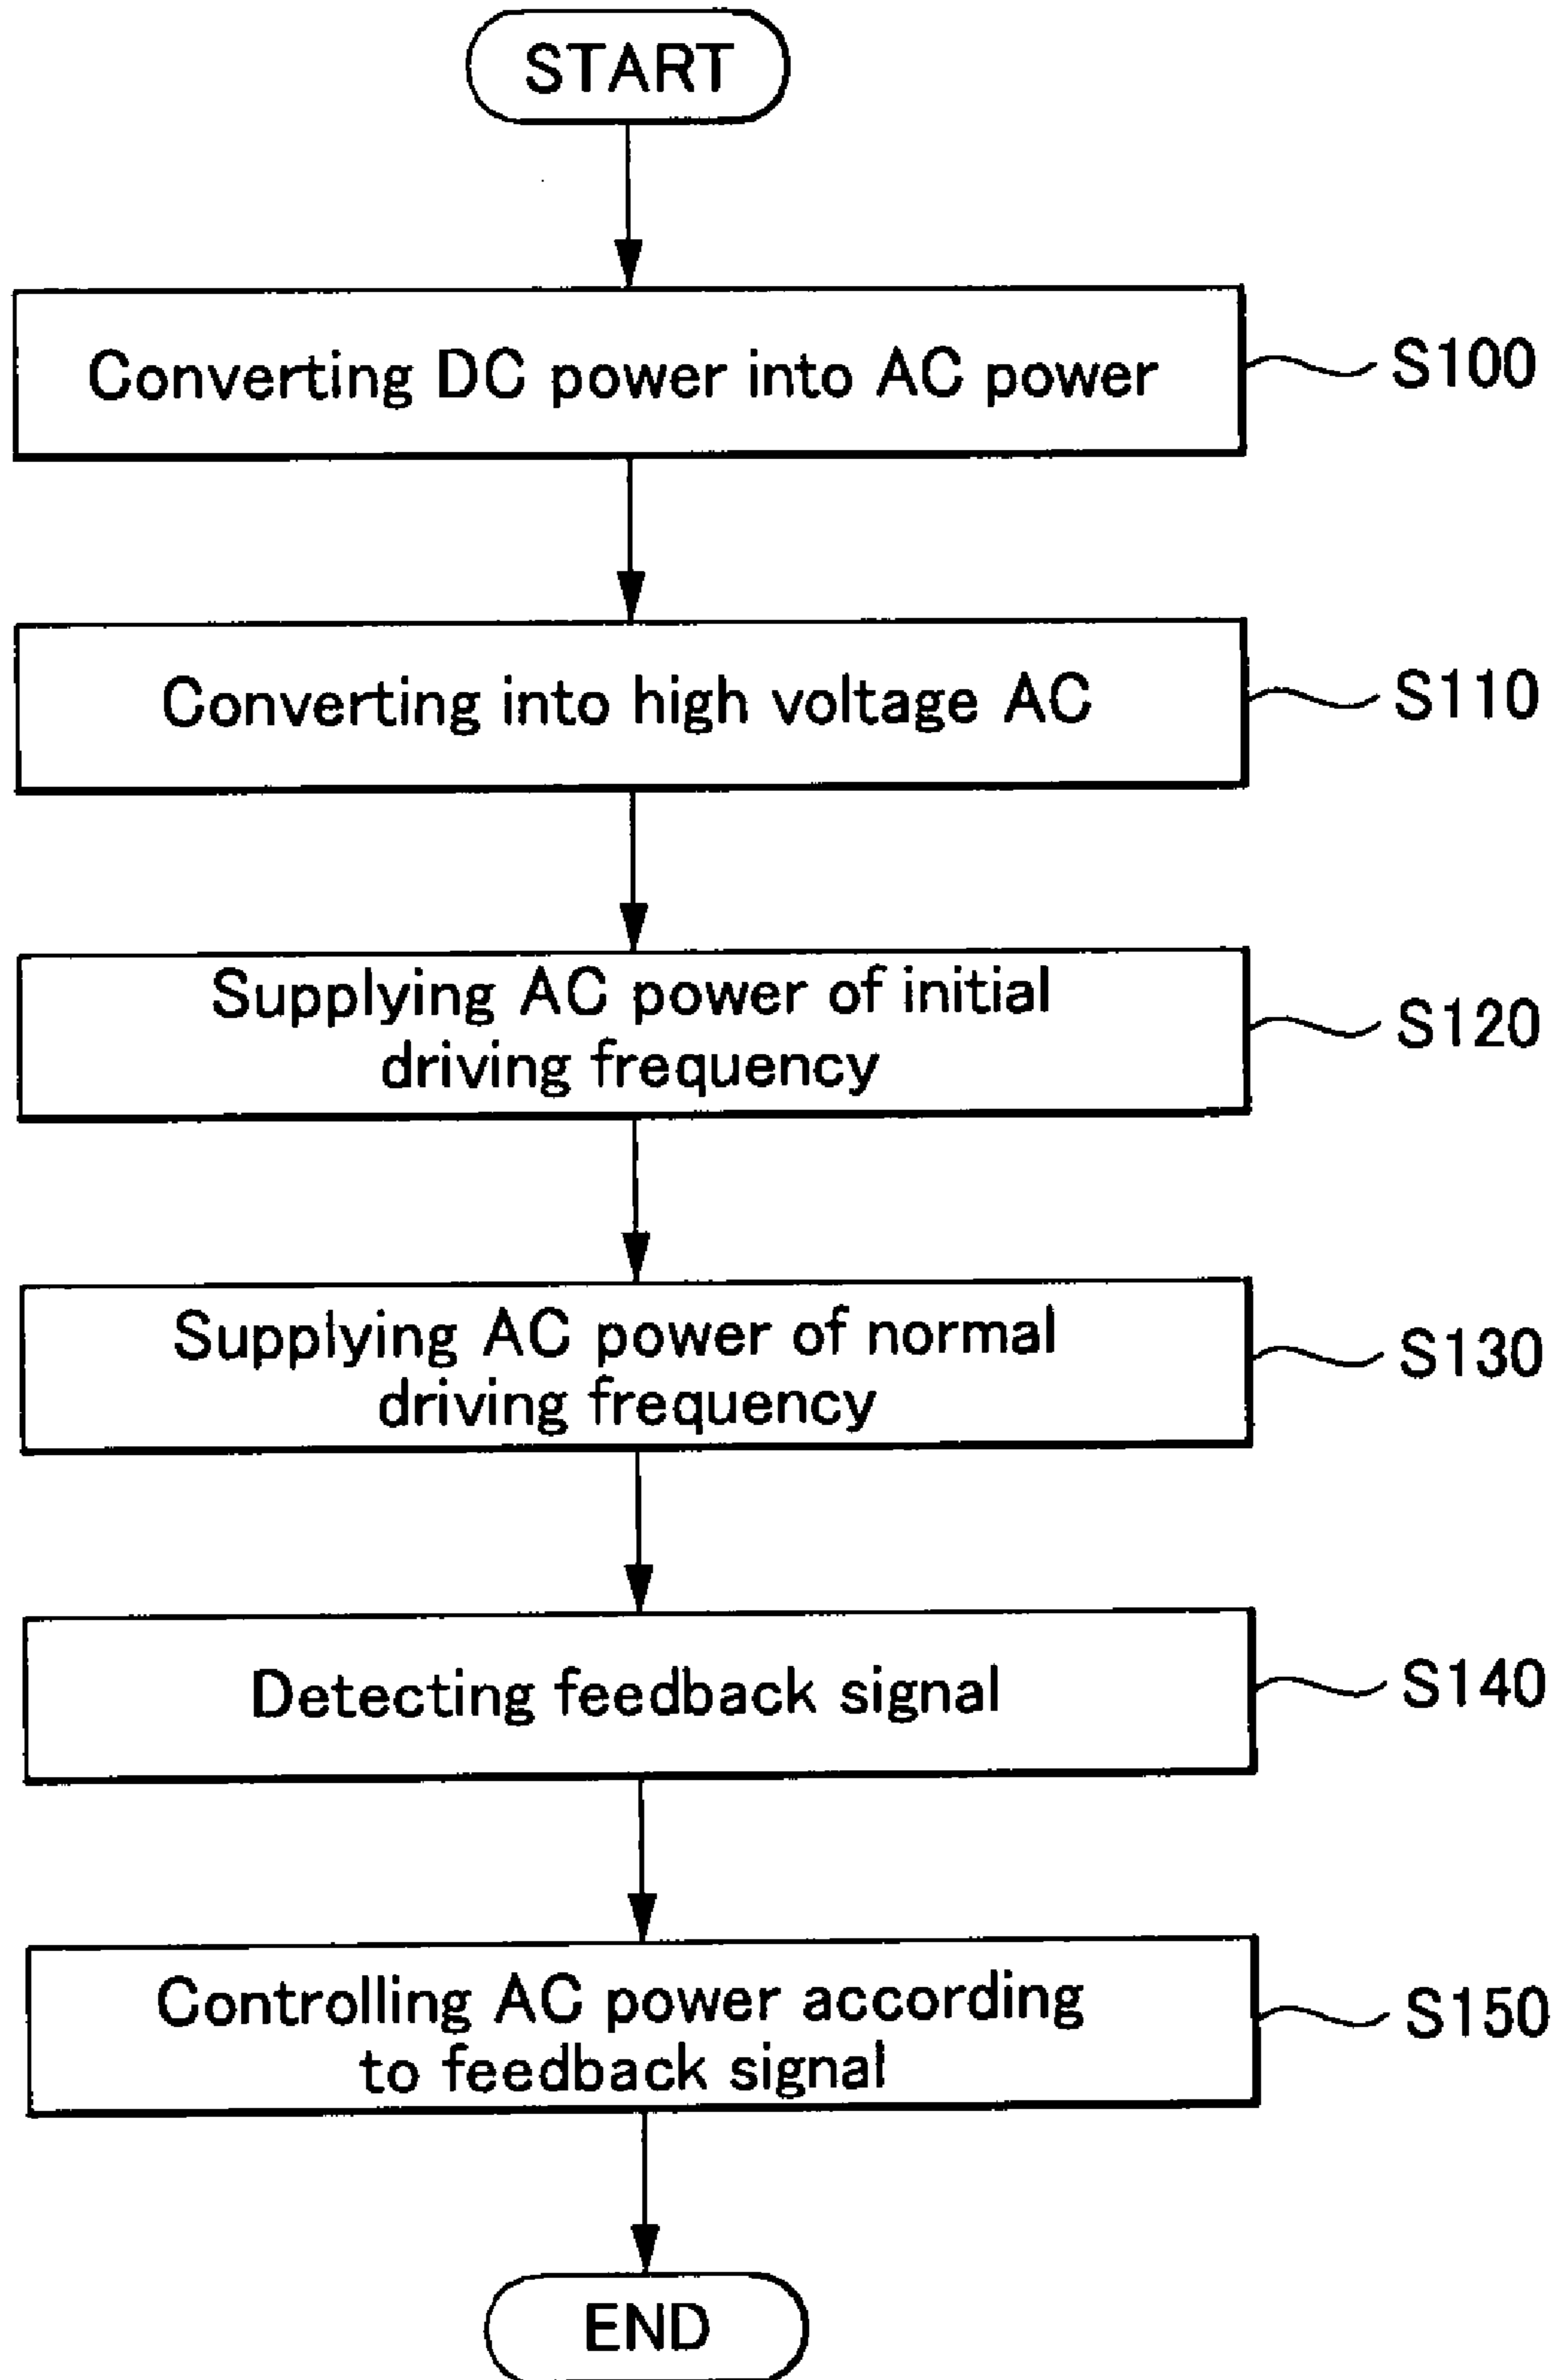 START
Converting DC power into AC power
S100
Converting into high voltage AC
S110
Supplying AC power of initial
driving frequency
S120
Supplying AC power of normal
driving frequency
S130
Detecting feedback signal
S140
Controlling AC power according
to feedback signal
S150
END